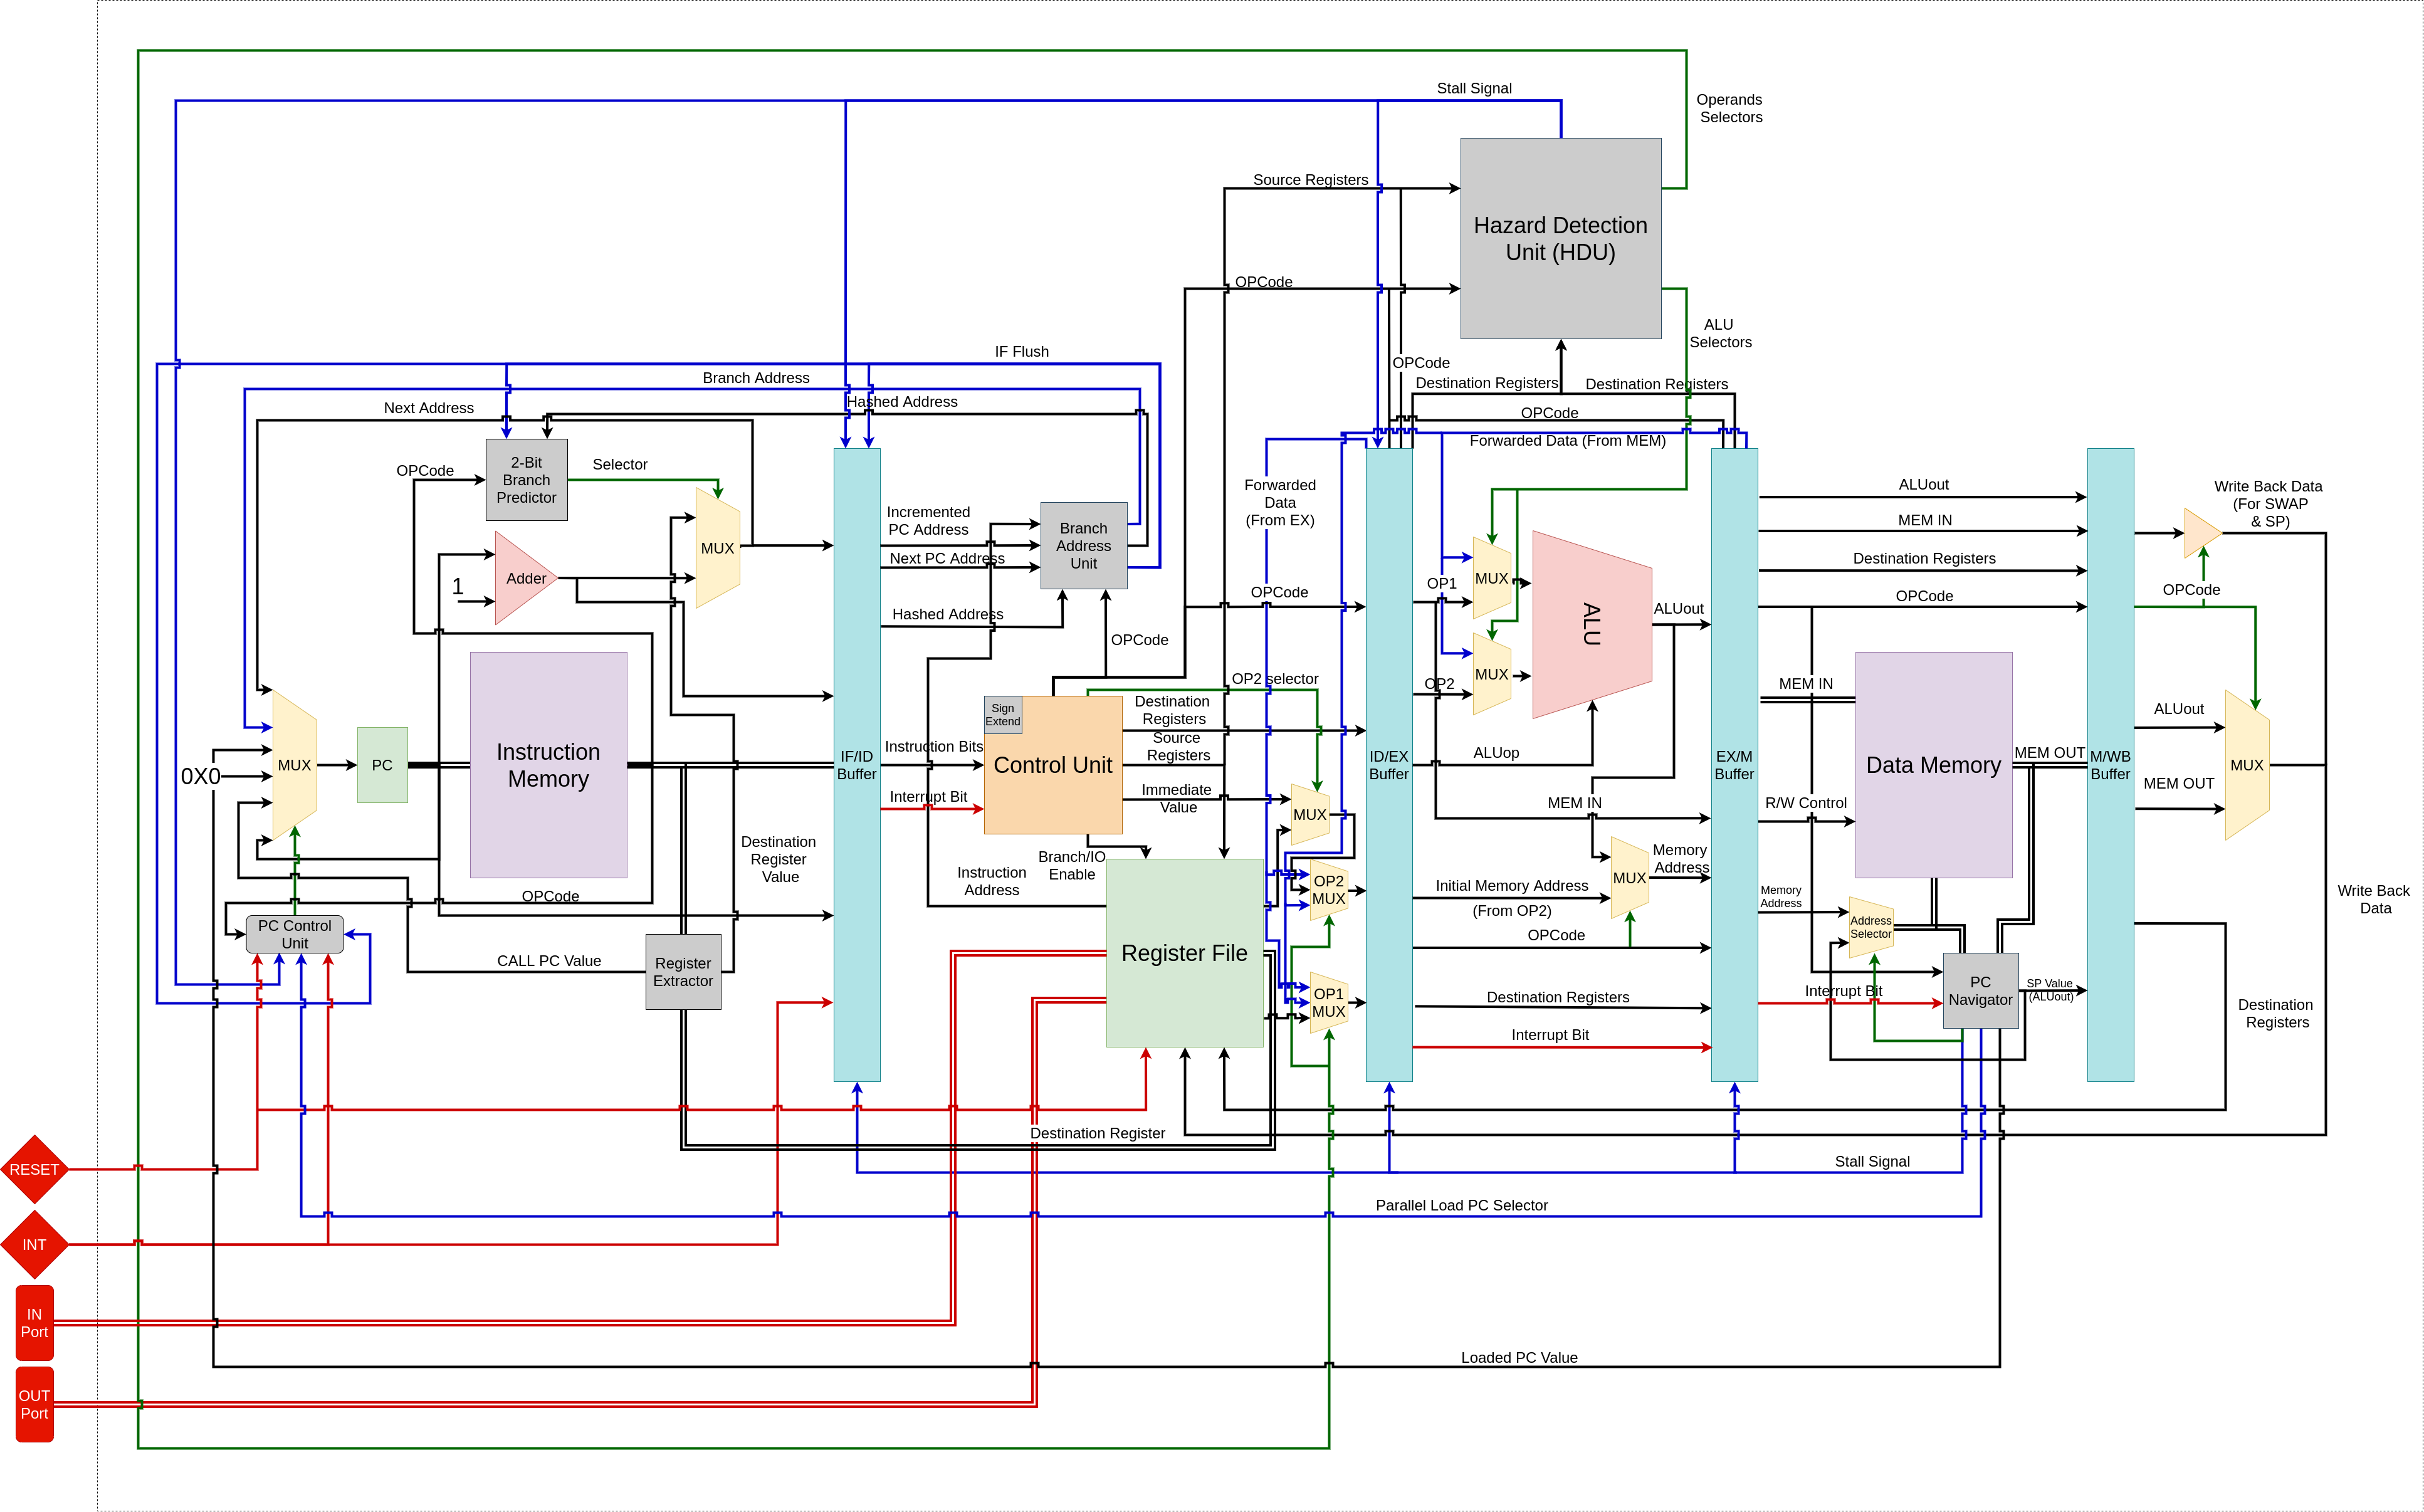 Stall Signal
Operands
Selectors
Source Registers
Hazard Detection
Unit (HDU)
OPCode
ALU
Selectors
IF Flush
OPCode
Branch Address
Destination Registers
Destination Registers
Next Address
Hashed Address
OPCode
Forwarded Data (From MEM)
OPCode
2-Bit
Branch
Predictor
Selector
Forwarded
Data
(From EX)
ALUout
Write Back Data
(For SWAP
& SP)
Incremented
PC Address
Branch
Address
Unit
MEM IN
MUX
Next PC Address
Destination Registers
Adder
1
OP1
MUX
OPCode
OPCode
OPCode
Hashed Address
ALU
ALUout
OPCode
MUX
OP2
OP2 selector
MEM IN
Sign
Extend
Destination
Registers
ALUout
Source
Registers
Instruction
Memory
Instruction Bits
Control Unit
ALUop
MEM OUT
MUX
PC
IF/ID
Buffer
ID/EX
Buffer
EX/M
Buffer
Data Memory
M/WB
Buffer
MUX
0X0
MEM OUT
Interrupt Bit
Immediate
Value
MEM IN
R/W Control
MUX
Destination
Register
Value
Branch/IO
Enable
Memory
Address
Instruction
Address
OP2
MUX
Initial Memory Address
(From OP2)
MUX
Memory
Address
Write Back
Data
OPCode
PC Control
Unit
Address
Selector
OPCode
CALL PC Value
Register
Extractor
Register File
OP1
MUX
Destination Registers
Interrupt Bit
PC
Navigator
SP Value
(ALUout)
Destination
Registers
Interrupt Bit
Destination Register
RESET
Stall Signal
Parallel Load PC Selector
INT
IN
Port
Loaded PC Value
OUT
Port